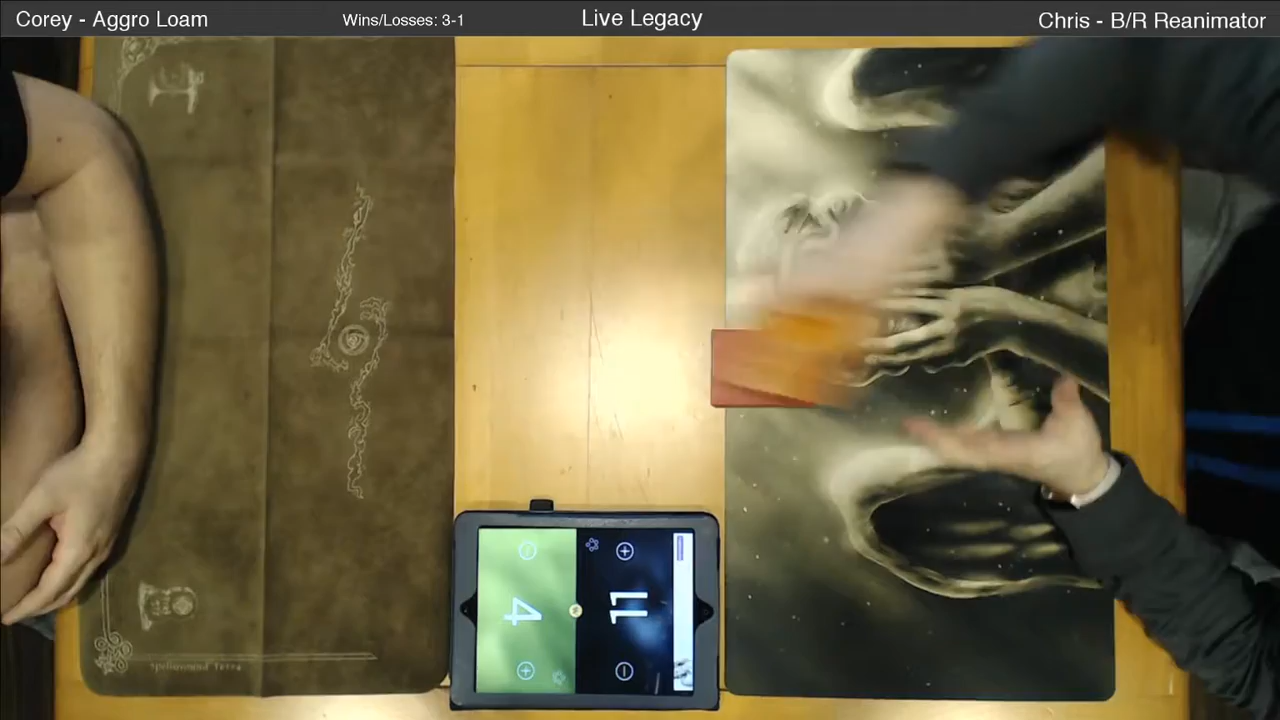 Corey - Aggro Loam
Wins/Losses: 3-1
Live Legacy
Chris - B/R Reanimator
4
11